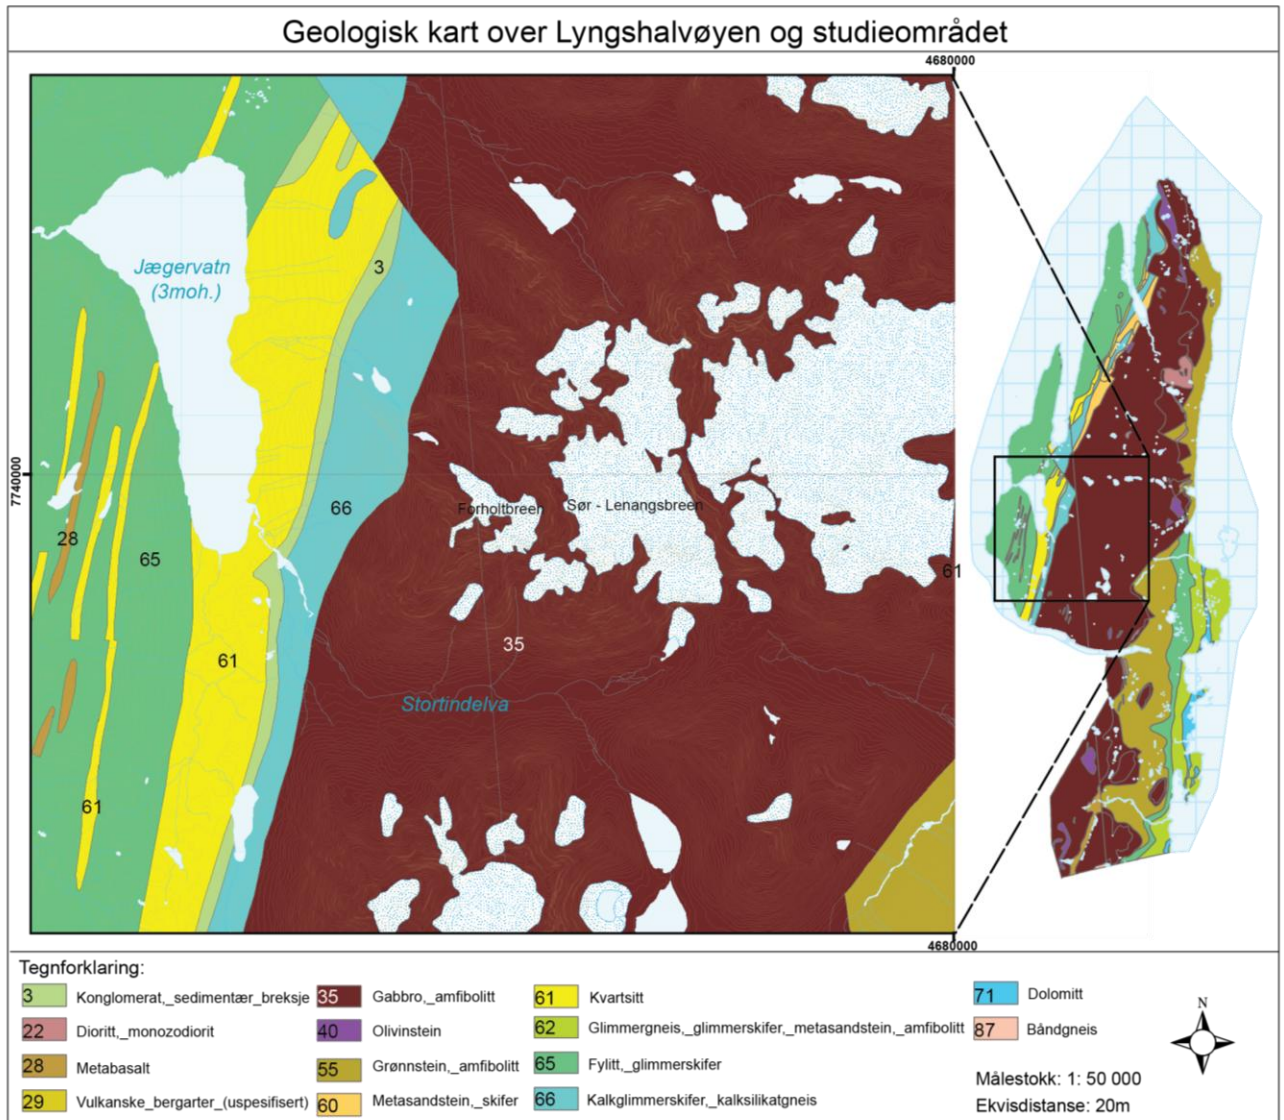 Geologisk kart over Lyngshalvøyen og studieområdet
4680000
Jægervatn
(3moh.)
3
7740000
66
Forholtbreen
Sør - Lenangsbreen
28
65
61
61
35
Stortindelva
61
4680000
Tegnforklaring:
3 Konglomerat,_sedimentær_breksje
22 Dioritt,_monozodiorit
28 Metabasalt
29 Vulkanske_bergarter_(uspesifisert)
35 Gabbro,_amfibolitt
40 Olivinstein
55 Grønnstein,_amfibolitt
60 Metasandstein,_skifer
61 Kvartsitt
62 Glimmergneis,_glimmerskifer,_metasandstein,_amfibolitt
65 Fylitt,_glimmerskifer
66 Kalkglimmerskifer,_kalksilikatgneis
71 Dolomitt
87 Båndgneis
N
Målestokk: 1: 50 000
Ekvisdistanse: 20m